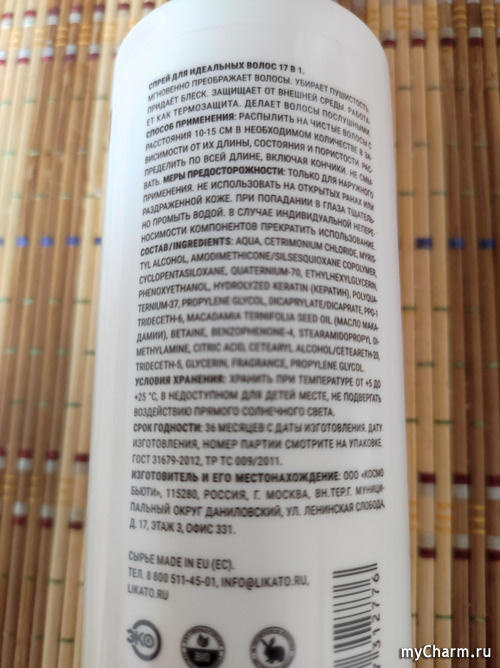 СПРЕЙ ДЛЯ ИДЕАЛЬНЫХ ВОЛОС 17 В 1.
МГНОВЕННО ПРЕОБРАЖАЕТ ВОЛОСЫ. УБИРАЕТ ПУШИСТОСТЬ,
ПРИДАЁТ БЛЕСК. ЗАЩИЩАЕТ ОТ ВНЕШНЕЙ СРЕДЫ. РАБОТА-
ЕТ КАК ТЕРМОЗАЩИТА. ДЕЛАЕТ ВОЛОСЫ ПОСЛУШНЫМИ.
СПОСОБ ПРИМЕНЕНИЯ: РАСПЫЛИТЬ НА ЧИСТЫЕ ВОЛОСЫ С
РАССТОЯНИЯ 10-15 СМ В НЕОБХОДИМОМ КОЛИЧЕСТВЕ В ЗА-
ВИСИМОСТИ ОТ ИХ ДЛИНЫ, СОСТОЯНИЯ И ПОРИСТОСТИ. РАС-
ПРЕДЕЛИТЬ ПО ВСЕЙ ДЛИНЕ, ВКЛЮЧАЯ КОНЧИКИ. НЕ СМЫ-
ВАТЬ. МЕРЫ ПРЕДОСТОРОЖНОСТИ: ТОЛЬКО ДЛЯ НАРУЖНОГО
ПРИМЕНЕНИЯ. НЕ ИСПОЛЬЗОВАТЬ НА ОТКРЫТЫХ РАНАХ ИЛИ
РАЗДРАЖЕННОЙ КОЖЕ. ПРИ ПОПАДАНИИ В ГЛАЗА ТЩАТЕЛЬ-
НО ПРОМЫТЬ ВОДОЙ. В СЛУЧАЕ ИНДИВИДУАЛЬНОЙ НЕПЕРЕ-
НОСИМОСТИ КОМПОНЕНТОВ ПРЕКРАТИТЬ ИСПОЛЬЗОВАНИЕ.
СОСТАВ/INGREDIENTS: AQUA, CETRIMONIUM CHLORIDE, MYRIS-
TYL ALCOHOL, AMODIMETHICONE/SILSESQUIOXANE COPOLYMER,
CYCLOPENTASILOXANE, QUATERNIUM-70, ETHYLHEXYLGLYCERIN,
PHENOXYETHANOL, HYDROLYZED KERATIN (КЕРАТИН), POLYQUA-
TERNIUM-37, PROPYLENE GLYCOL, DICAPRYLATE/DICAPRATE, PPG-1
TRIDECETH-6, MACADAMIA TERNIFOLIA SEED OIL (МАСЛО МАКА-
ДАМИИ), BETAINE, BENZOPHENONE-4, STEARAMIDOPROPYL DI-
METHYLAMINE, CITRIC ACID, CETEARYL ALCOHOL/CETEARETH-20,
TRIDECETH-5, GLYCERIN, FRAGRANCE, PROPYLENE GLYCOL.
УСЛОВИЯ ХРАНЕНИЯ: ХРАНИТЬ ПРИ ТЕМПЕРАТУРЕ ОТ +5 ДО
+25 °C, В НЕДОСТУПНОМ ДЛЯ ДЕТЕЙ МЕСТЕ, НЕ ПОДВЕРГАТЬ
ВОЗДЕЙСТВИЮ ПРЯМОГО СОЛНЕЧНОГО СВЕТА.
СРОК ГОДНОСТИ: 36 МЕСЯЦЕВ С ДАТЫ ИЗГОТОВЛЕНИЯ. ДАТУ
ИЗГОТОВЛЕНИЯ, НОМЕР ПАРТИИ СМОТРИТЕ НА УПАКОВКЕ.
ГОСТ 31679-2012, ТР ТС 009/2011.
ИЗГОТОВИТЕЛЬ И ЕГО МЕСТОНАХОЖДЕНИЕ: ООО «КОСМО
БЬЮТИ», 115280, РОССИЯ, Г. МОСКВА, ВН.ТЕР.Г. МУНИЦИ-
ПАЛЬНЫЙ ОКРУГ ДАНИЛОВСКИЙ, УЛ. ЛЕНИНСКАЯ СЛОБОДА,
Д. 17, ЭТАЖ 3, ОФИС 331.
СЫРЬЕ MADE IN EU (ЕС).
ТЕЛ. 8 800 511-45-01, INFO@LIKATO.RU,
LIKATO.RU
312776
ЭКО
BIO
myCharm.ru